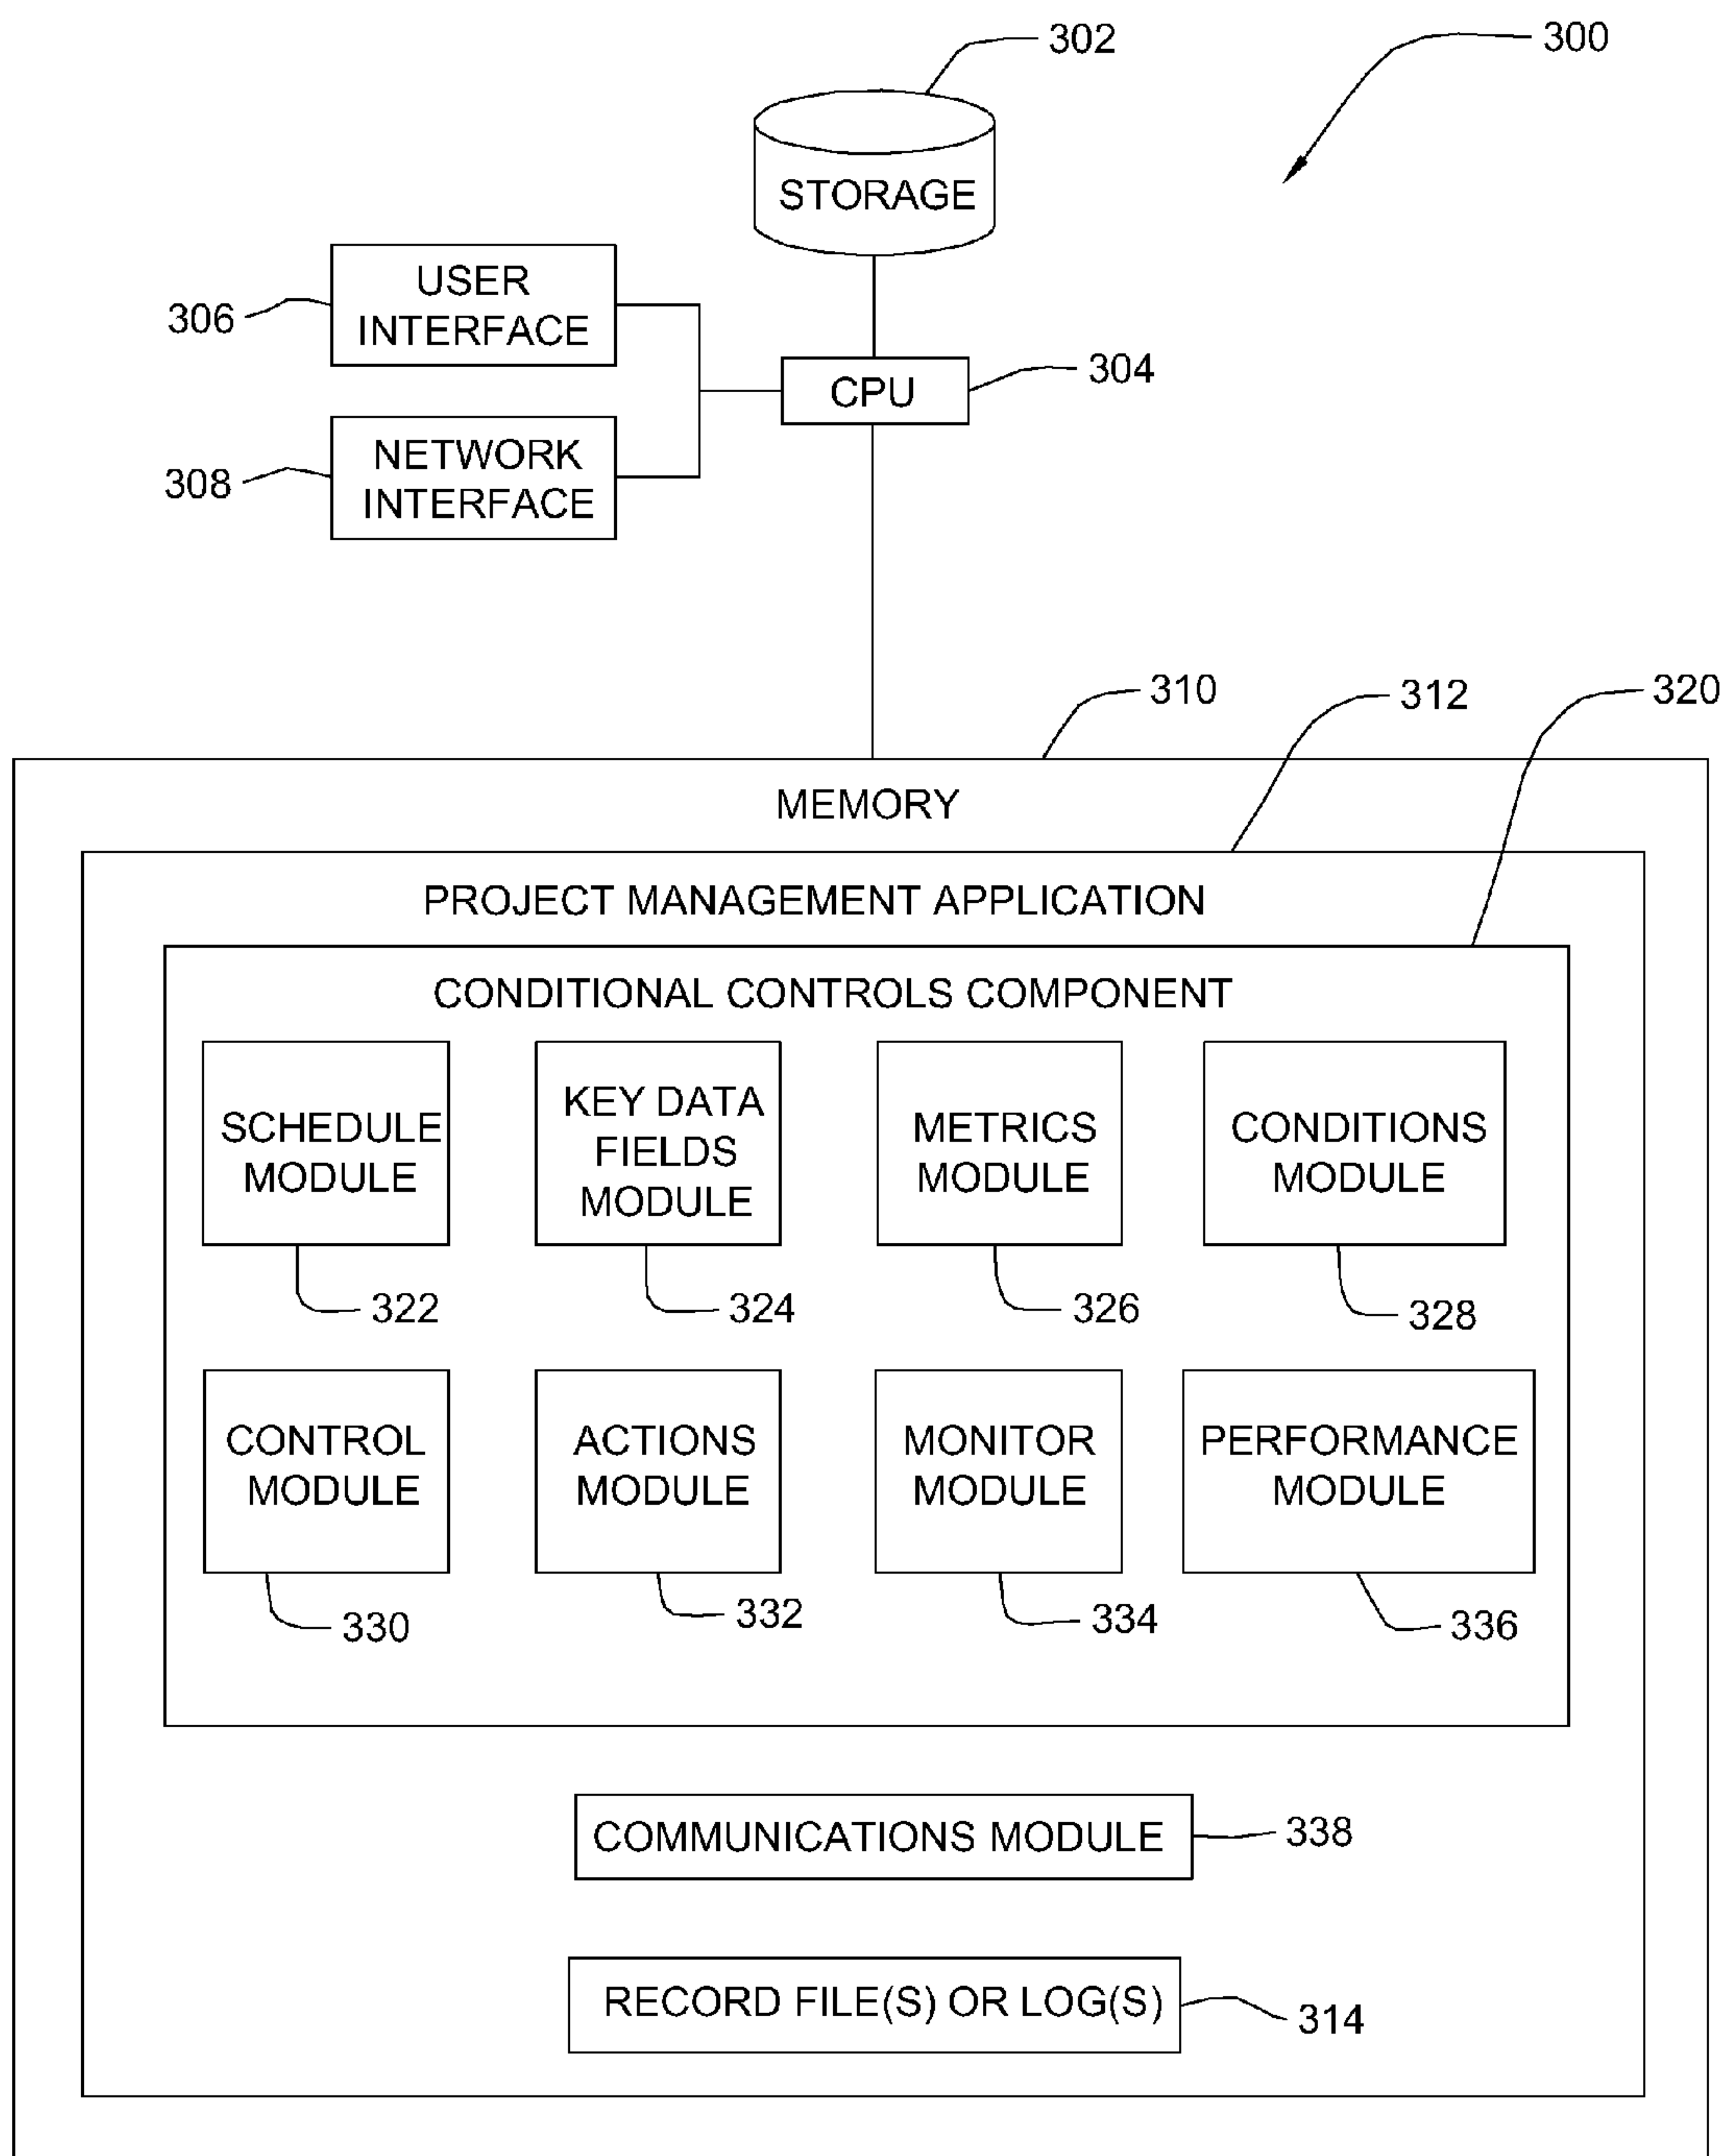 302
300
STORAGE
USER
INTERFACE
306
304
CPU
NETWORK
INTERFACE
308
310
312
320
MEMORY
PROJECT MANAGEMENT APPLICATION
CONDITIONAL CONTROLS COMPONENT
SCHEDULE
MODULE
KEY DATA
FIELDS
MODULE
METRICS
MODULE
CONDITIONS
MODULE
322
324
326
328
CONTROL
MODULE
ACTIONS
MODULE
MONITOR
MODULE
PERFORMANCE
MODULE
330
332
334
336
COMMUNICATIONS MODULE
338
RECORD FILE(S) OR LOG(S)
314